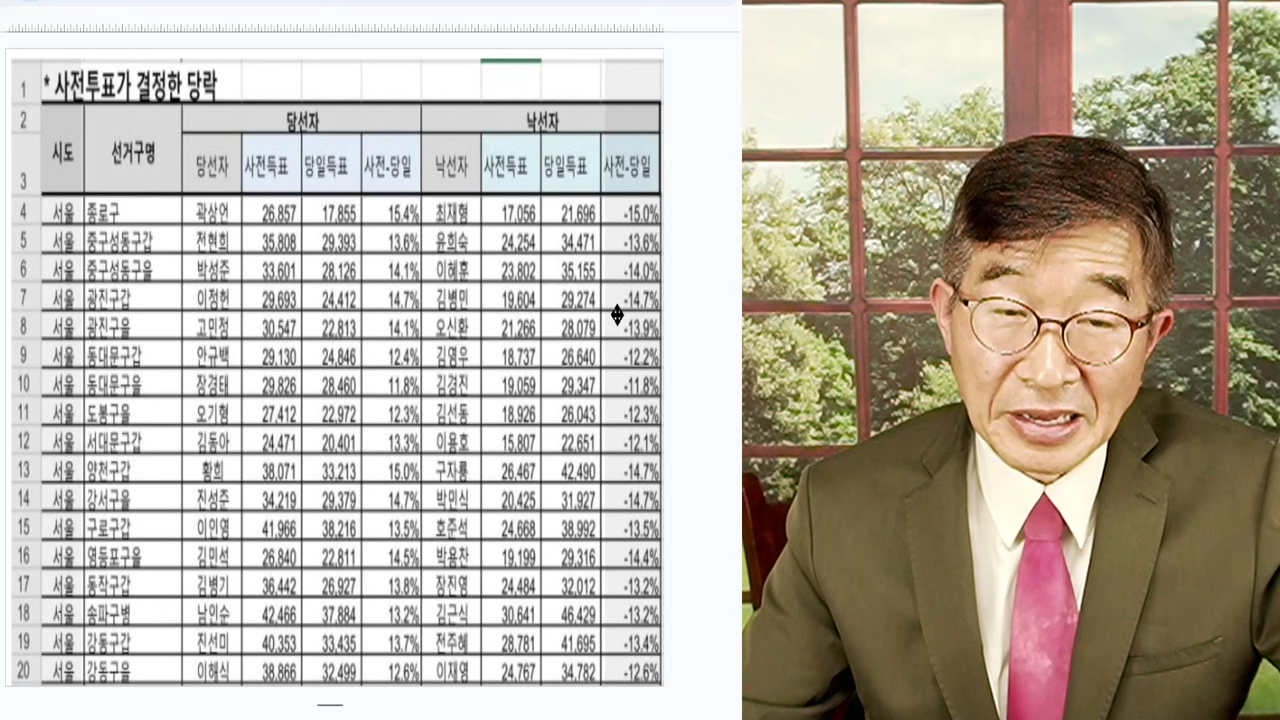 1 * 사전투표가 결정한 당락
2 시도 선거구명 당선자 낙선자
3 당선자 사전득표 당일득표 사전-당일 낙선자 사전득표 당일득표 사전-당일
4 서울 종로구 곽상언 26,857 17,855 15.4% 최재형 17,056 21,696 -15.0%
5 서울 중구성동구갑 전현희 35,808 29,393 13.6% 윤희숙 24,254 34,471 -13.6%
6 서울 중구성동구을 박성준 33,601 28,126 14.1% 이혜훈 23,802 35,155 -14.0%
7 서울 광진구갑 이정헌 29,693 24,412 14.7% 김병민 19,604 29,274 -14.7%
8 서울 광진구을 고민정 30,547 22,813 14.1% 오신환 21,266 28,079 -13.9%
9 서울 동대문구갑 안규백 29,130 24,846 12.4% 김영우 18,737 26,640 -12.2%
10 서울 동대문구을 장경태 29,826 28,460 11.8% 김경진 19,059 29,347 -11.8%
11 서울 도봉구을 오기형 27,412 22,972 12.3% 김선동 18,926 26,043 -12.3%
12 서울 서대문구갑 김동아 24,471 20,401 13.3% 이용호 15,807 22,651 -12.1%
13 서울 양천구갑 황희 38,071 33,213 15.0% 구자룡 26,467 42,490 -14.7%
14 서울 강서구을 진성준 34,219 29,379 14.7% 박민식 20,425 31,927 -14.7%
15 서울 구로구갑 이인영 41,966 38,216 13.5% 호준석 24,668 38,992 -13.5%
16 서울 영등포구을 김민석 26,840 22,811 14.5% 박용찬 19,199 29,316 -14.4%
17 서울 동작구갑 김병기 36,442 26,927 13.8% 장진영 24,484 32,012 -13.2%
18 서울 송파구병 남인순 42,466 37,884 13.2% 김근식 30,641 46,429 -13.2%
19 서울 강동구갑 진선미 40,353 33,435 13.7% 전주혜 28,781 41,695 -13.4%
20 서울 강동구을 이해식 38,866 32,499 12.6% 이재영 24,767 34,782 -12.6%